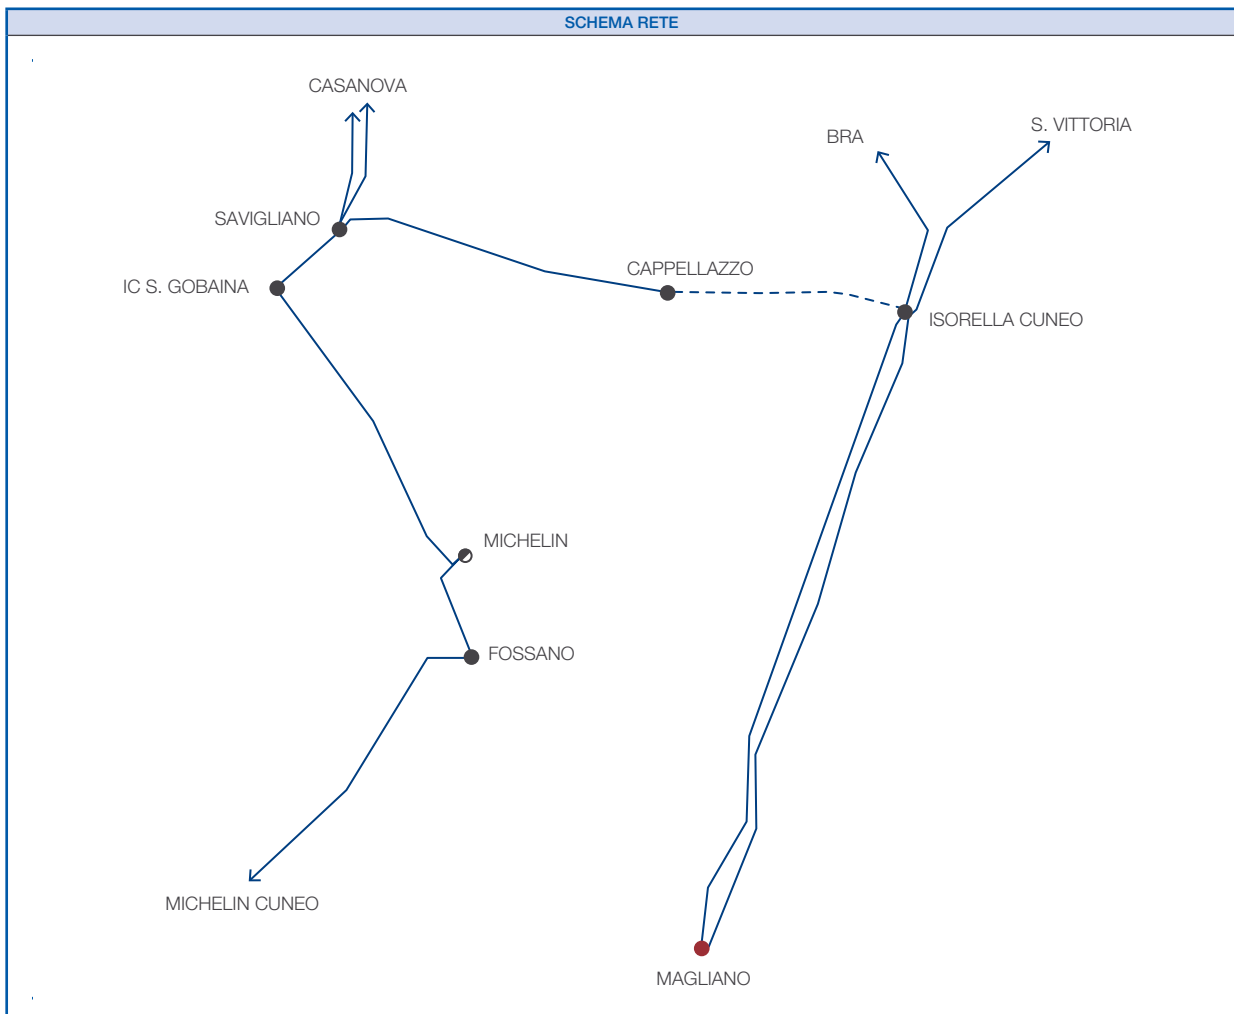 SCHEMA RETE
CASANOVA
S. VITTORIA
BRA
SAVIGLIANO
CAPPELLAZZO
IC S. GOBAINA
ISORELLA CUNEO
MICHELIN
FOSSANO
MICHELIN CUNEO
MAGLIANO